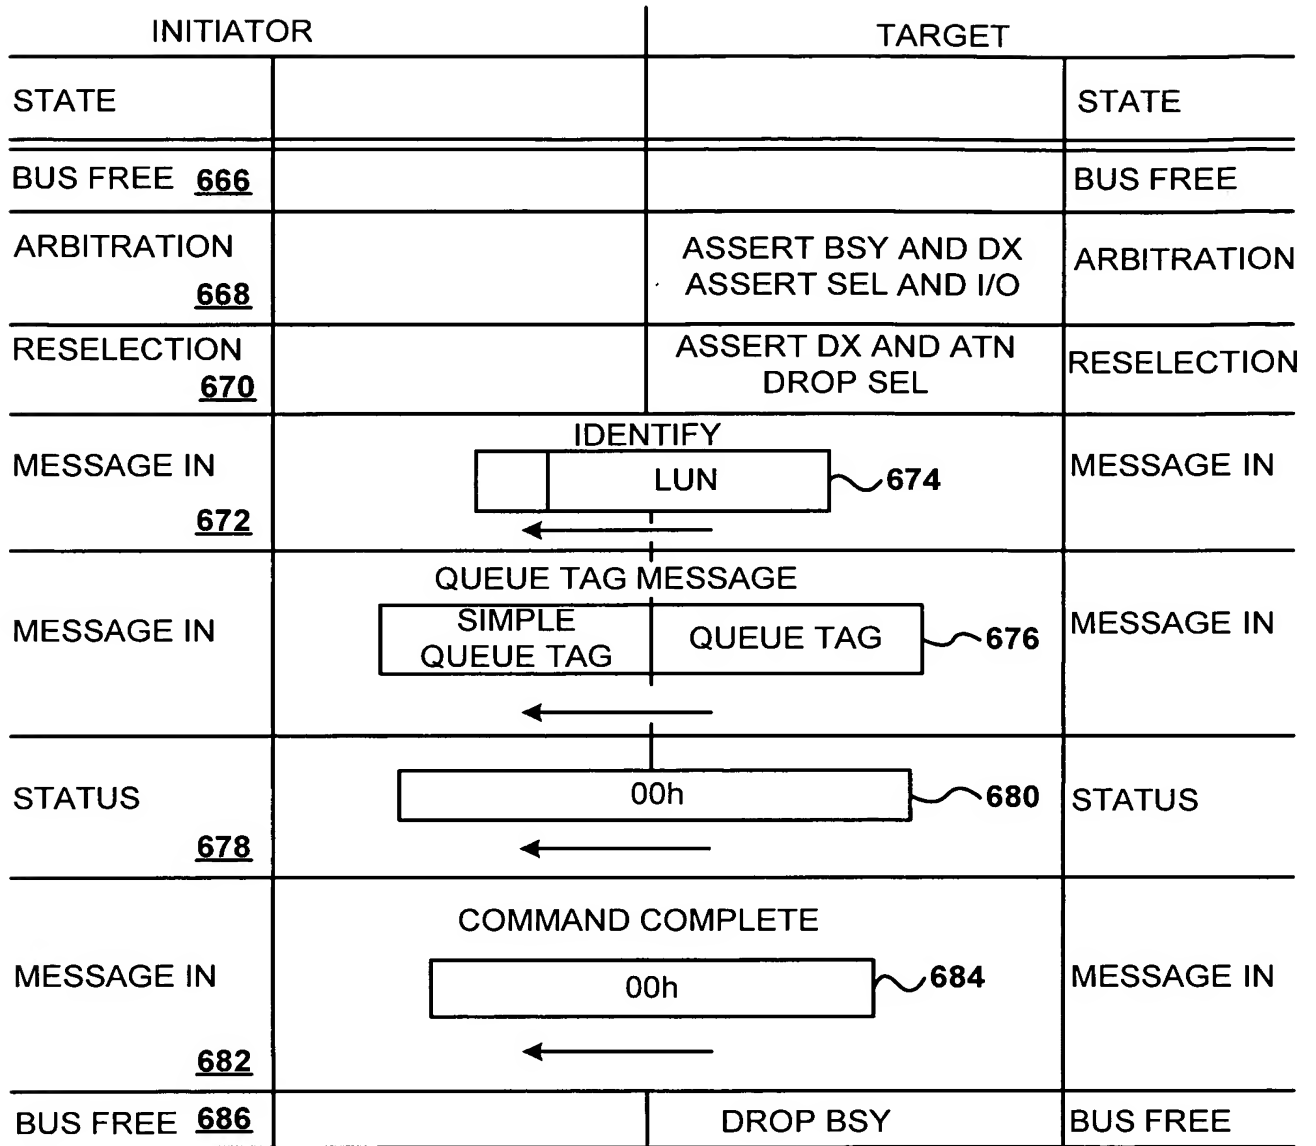 INITIATOR
TARGET
STATE
STATE
BUS FREE 666
BUS FREE
ARBITRATION
668
ASSERT BSY AND DX
ASSERT SEL AND I/O
ARBITRATION
RESELECTION
670
ASSERT DX AND ATN
DROP SEL
RESELECTION
MESSAGE IN
672
IDENTIFY
LUN
674
MESSAGE IN
MESSAGE IN
QUEUE TAG MESSAGE
SIMPLE
QUEUE TAG
QUEUE TAG
676
MESSAGE IN
STATUS
678
00h
680
STATUS
MESSAGE IN
682
COMMAND COMPLETE
00h
684
MESSAGE IN
BUS FREE 686
DROP BSY
BUS FREE